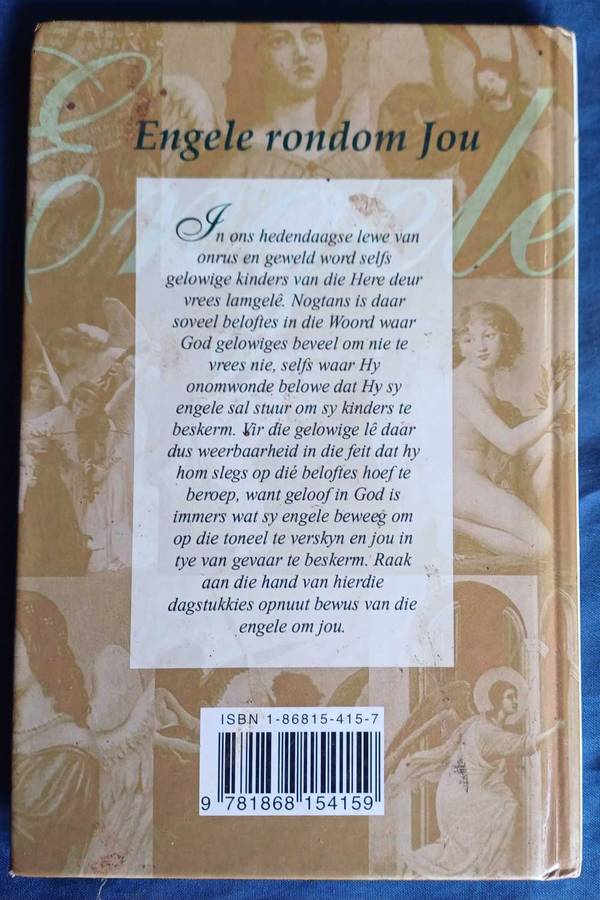 Engele
Engele rondom Jou
In ons hedendaagse lewe van
onrus en geweld word selfs
gelowige kinders van die Here deur
vrees lamgelê. Nogtans is daar
soveel beloftes in die Woord waar
God gelowiges beveel om nie te
vrees nie, selfs waar Hy
onomwonde belowe dat Hy sy
engele sal stuur om sy kinders te
beskerm. Vir die gelowige lê daar
dus weerbaarheid in die feit dat hy
hom slegs op dié beloftes hoef te
beroep, want geloof in God is
immers wat sy engele beweeg om
op die toneel te verskyn en jou in
tye van gevaar te beskerm. Raak
aan die hand van hierdie
dagstukkies opnuut bewus van die
engele om jou.
ISBN 1-86815-415-7
9 781868 154159